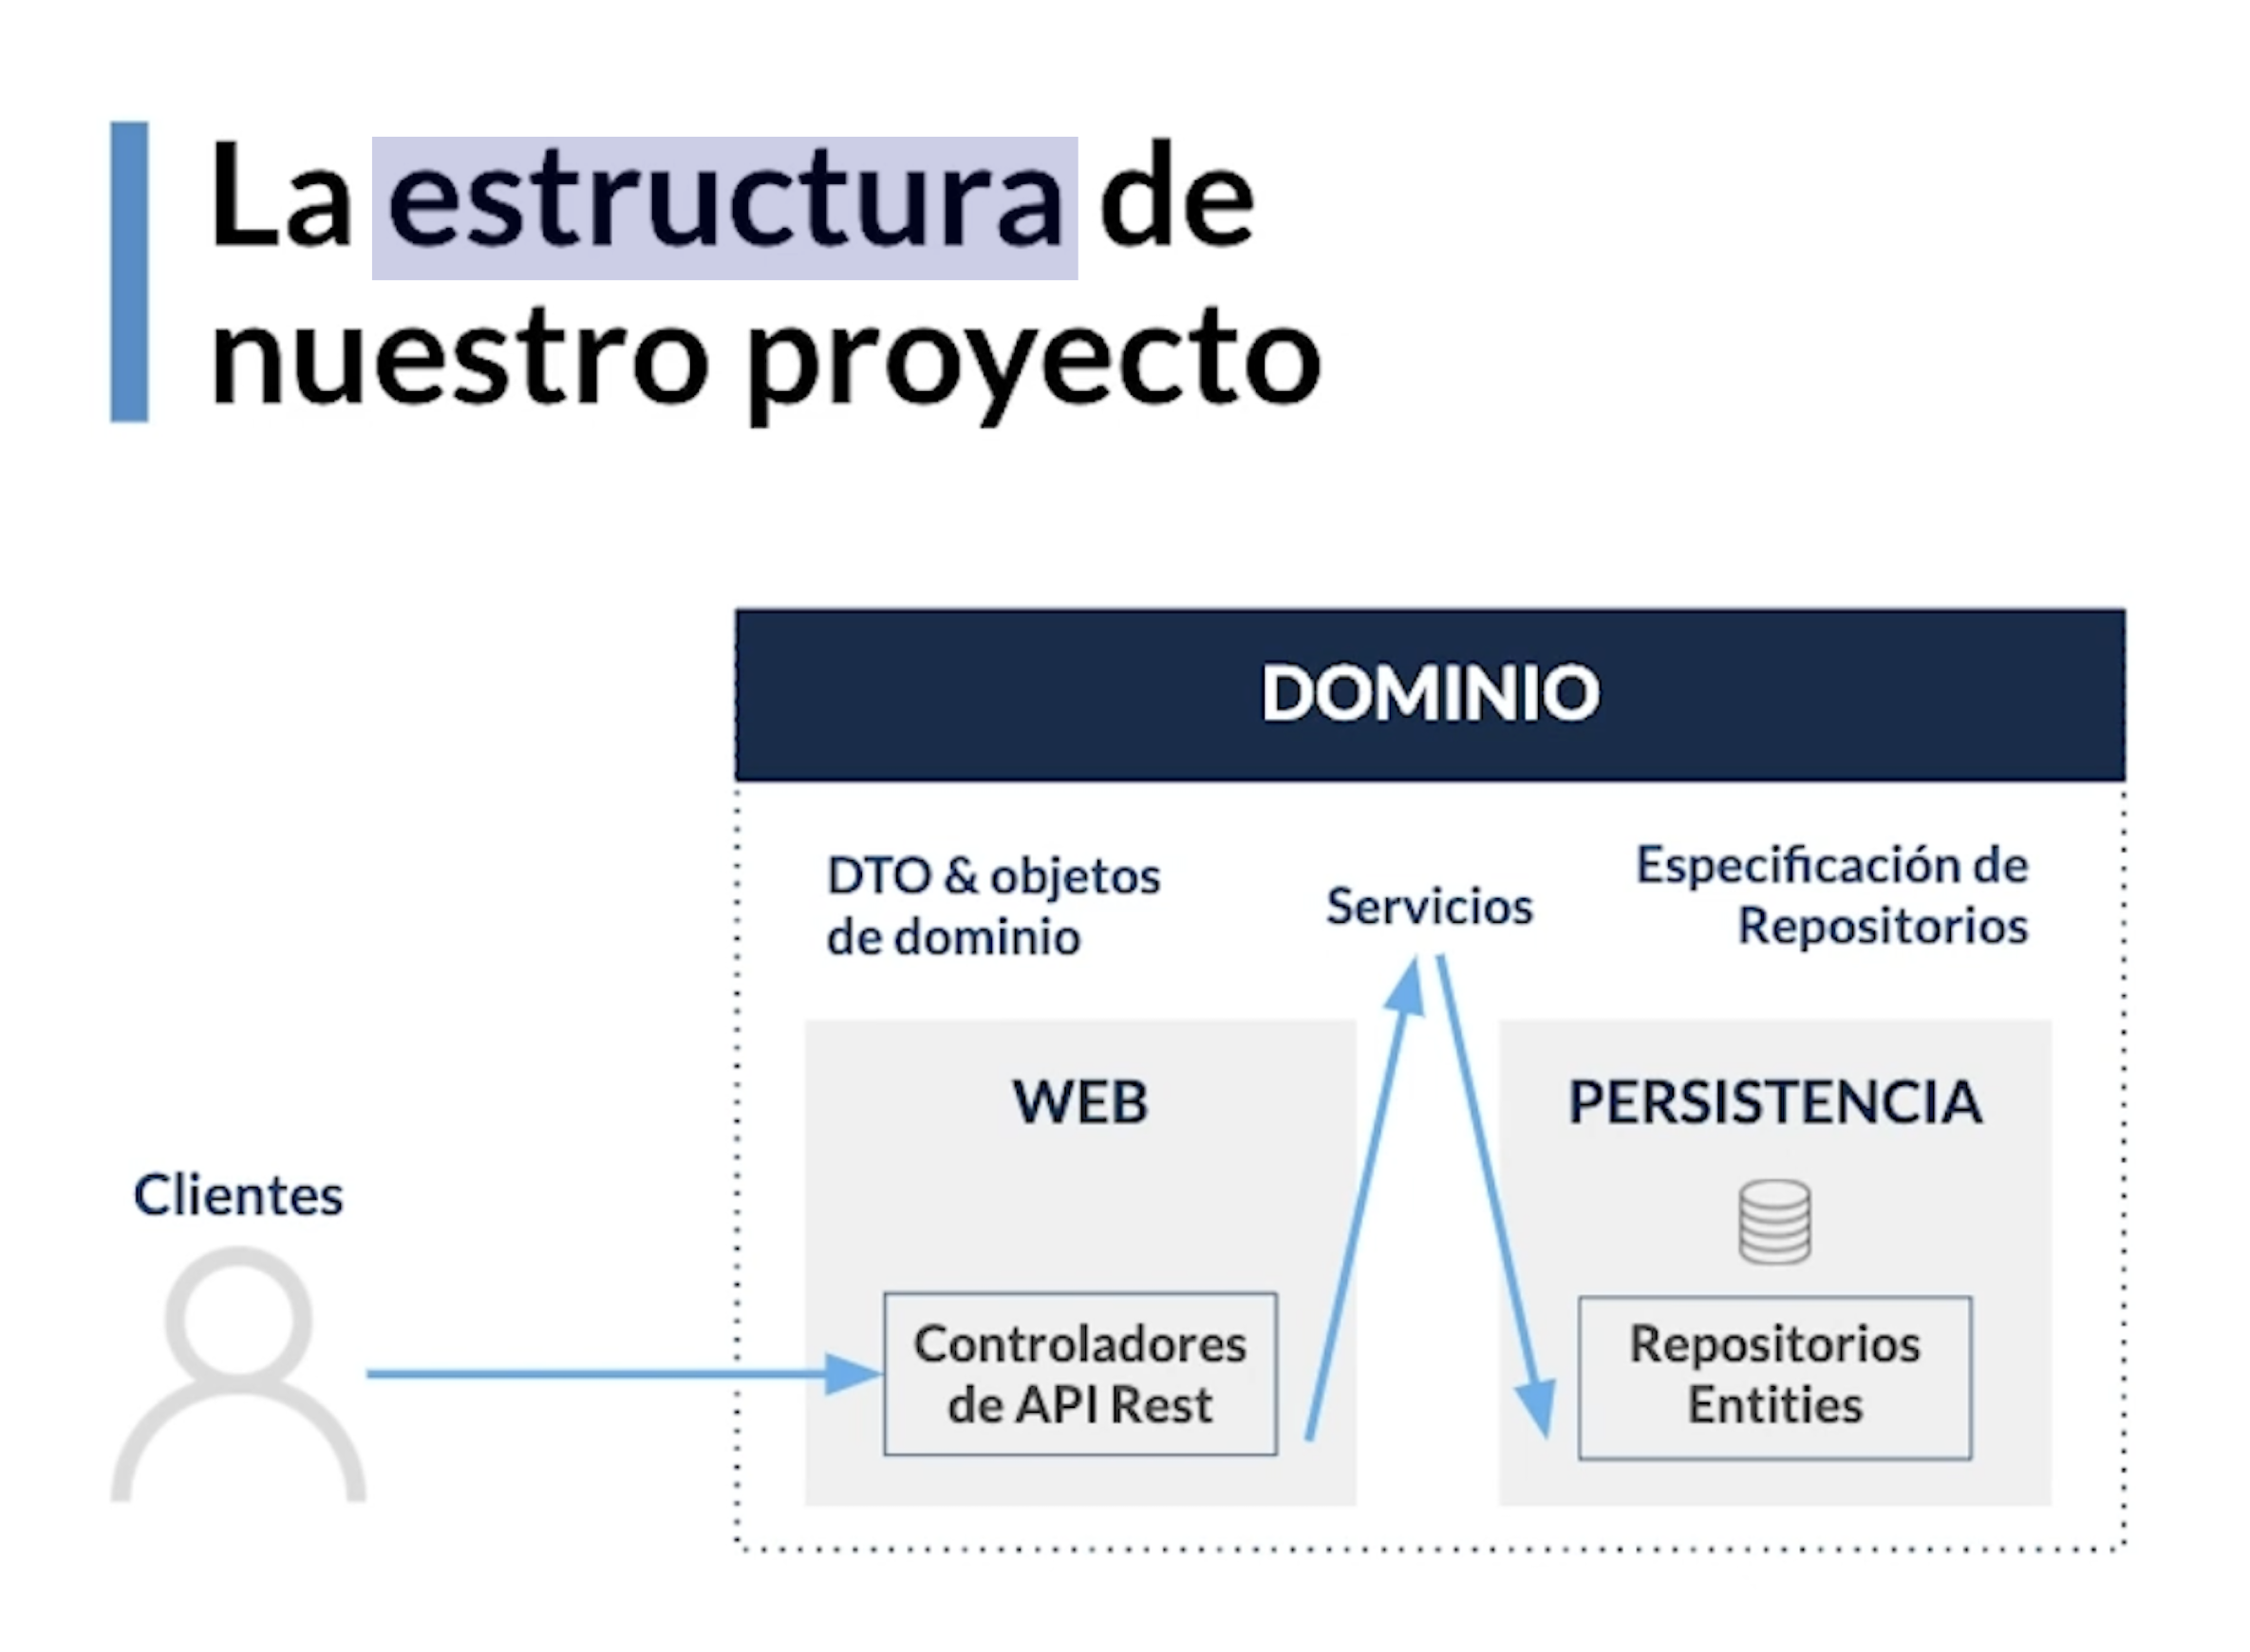 La estructura de
nuestro proyecto
DOMINIO
DTO & objetos
de dominio
Servicios
Especificación de
Repositorios
WEB
PERSISTENCIA
Clientes
Controladores
de API Rest
Repositorios
Entities